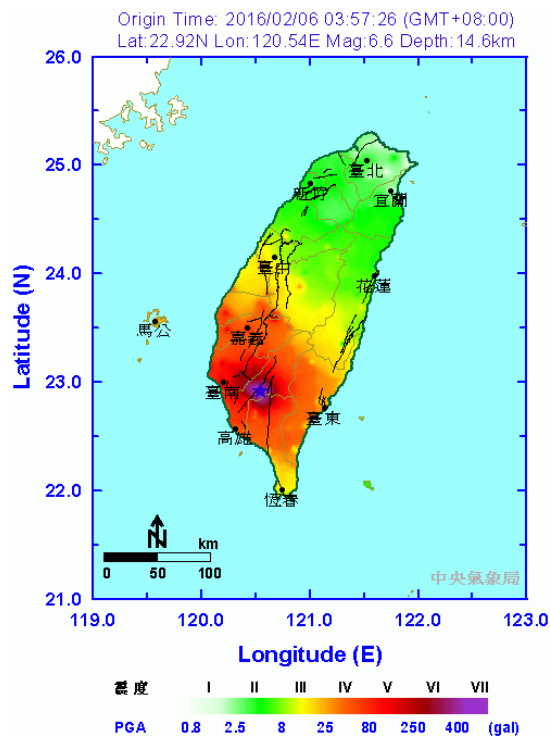 Origin Time: 2016/02/06 03:57:26 (GMT+08:00)
Lat:22.92N Lon:120.54E Mag:6.6 Depth:14.6km
26.0
25.0
24.0
23.0
22.0
21.0
Latitude (N)
臺北
新竹
宜蘭
臺中
花蓮
馬公
嘉義
臺南
臺東
高雄
恆春
N
km
0 50 100
中央氣象局
119.0 120.0 121.0 122.0 123.0
Longitude (E)
震度 I II III IV V VI VII
PGA 0.8 2.5 8 25 80 250 400 (gal)